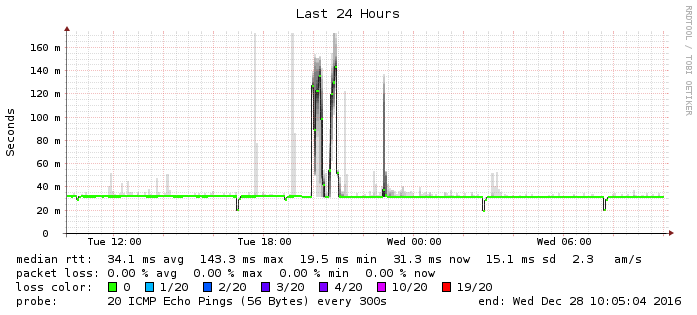 Last 24 Hours
RRDTOOL / TOBI OETIKER
Seconds
160 m
140 m
120 m
100 m
80 m
60 m
40 m
20 m
0
Tue 12:00 Tue 18:00 Wed 00:00 Wed 06:00
median rtt: 34.1 ms avg 143.3 ms max 19.5 ms min 31.3 ms now 15.1 ms sd 2.3 am/s
packet loss: 0.00 % avg 0.00 % max 0.00 % min 0.00 % now
loss color: 0 1/20 2/20 3/20 4/20 10/20 19/20
probe: 20 ICMP Echo Pings (56 Bytes) every 300s end: Wed Dec 28 10:05:04 2016